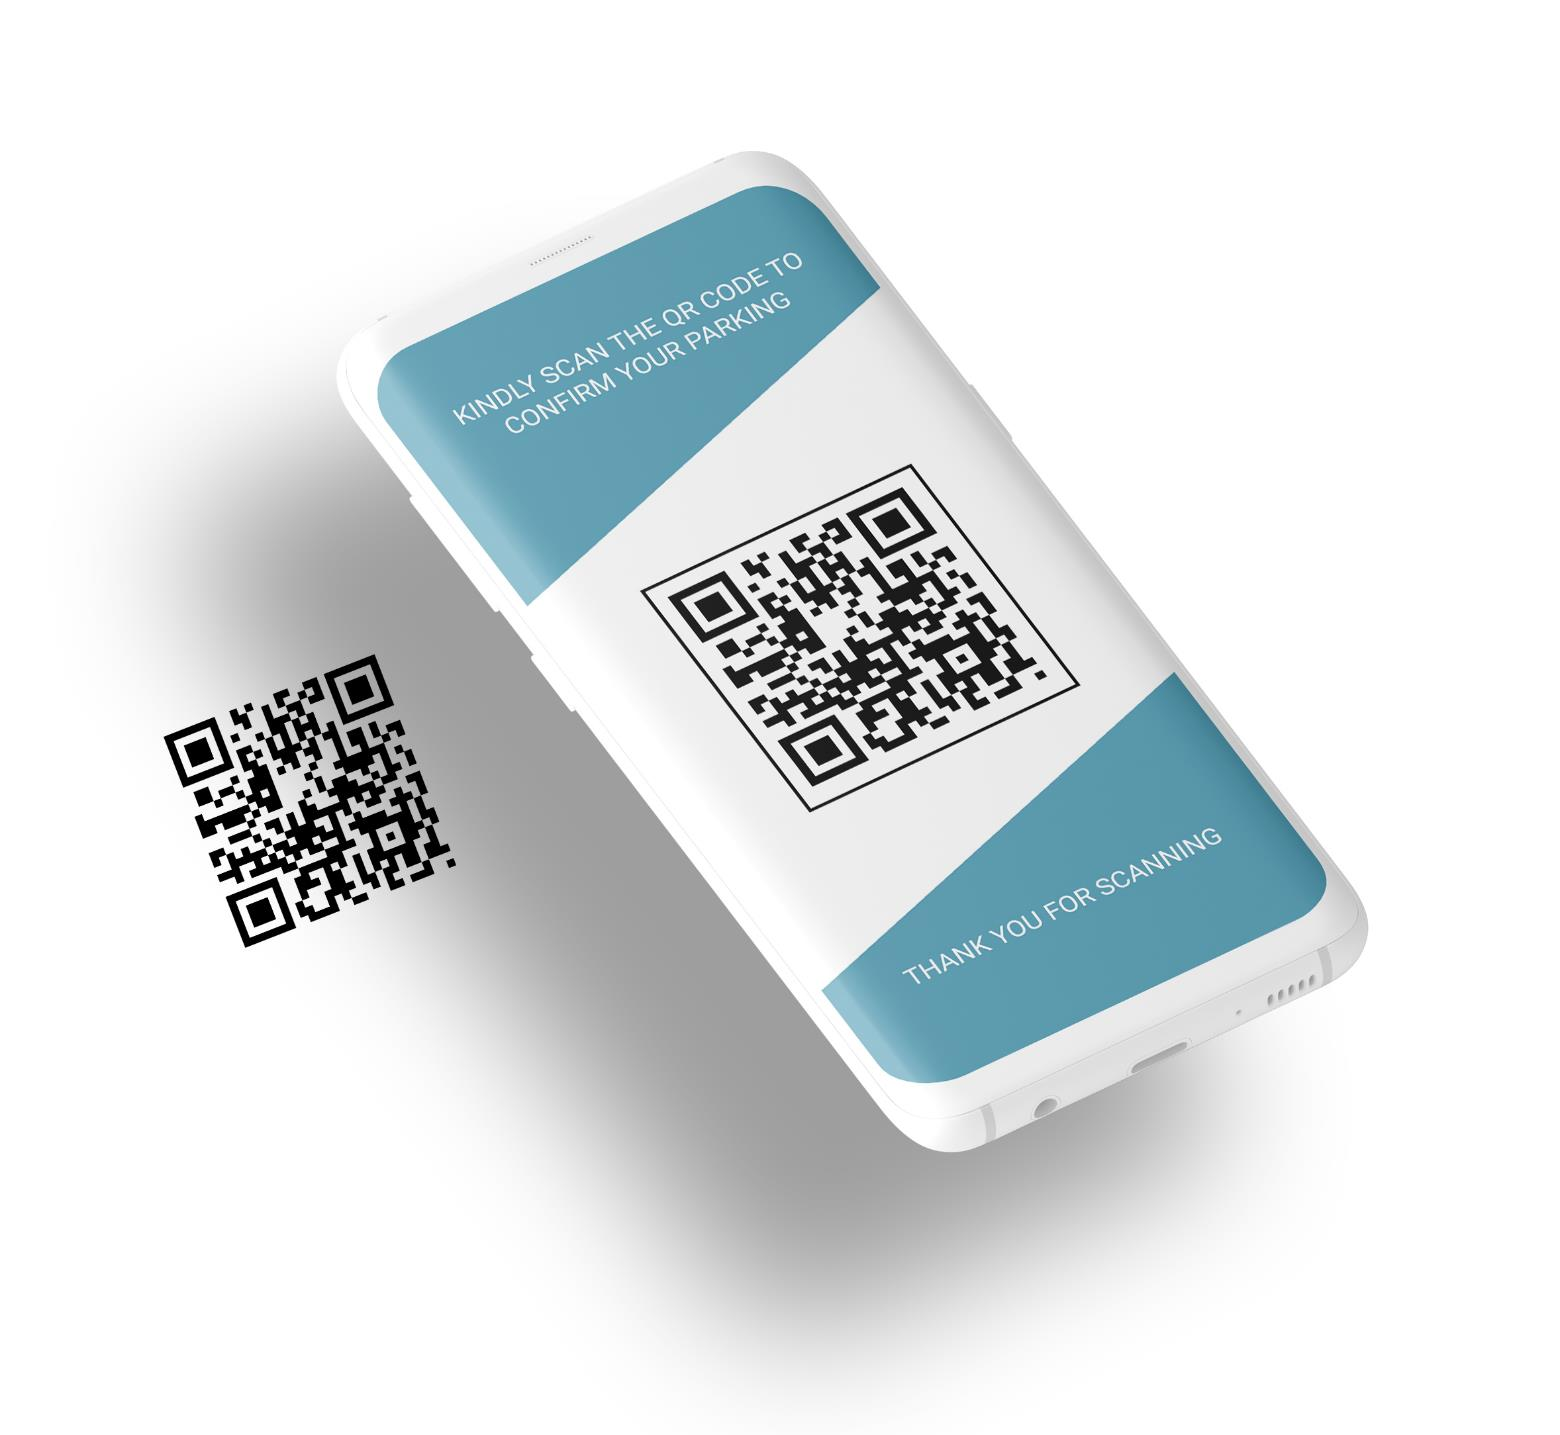 KINDLY SCAN THE QR CODE TO
CONFIRM YOUR PARKING
THANK YOU FOR SCANNING